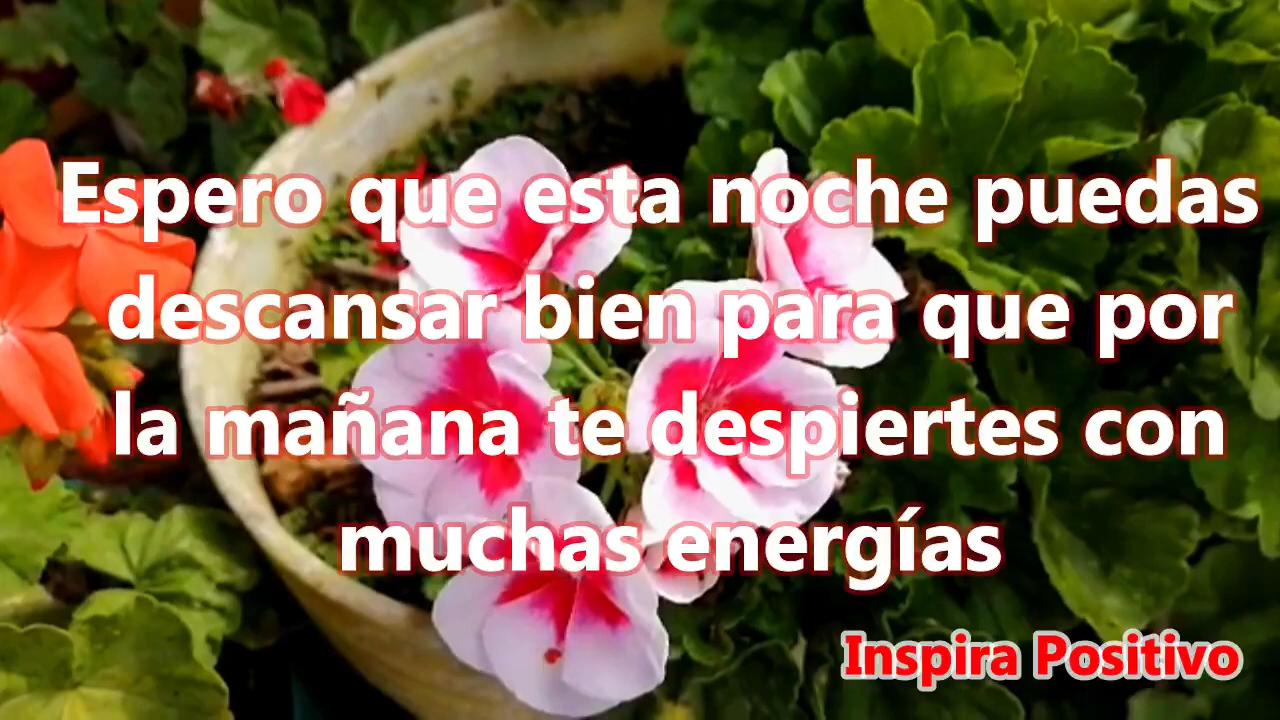 Espero que esta noche puedas
descansar bien para que por
la mañana te despiertes con
muchas energías
Inspira Positivo